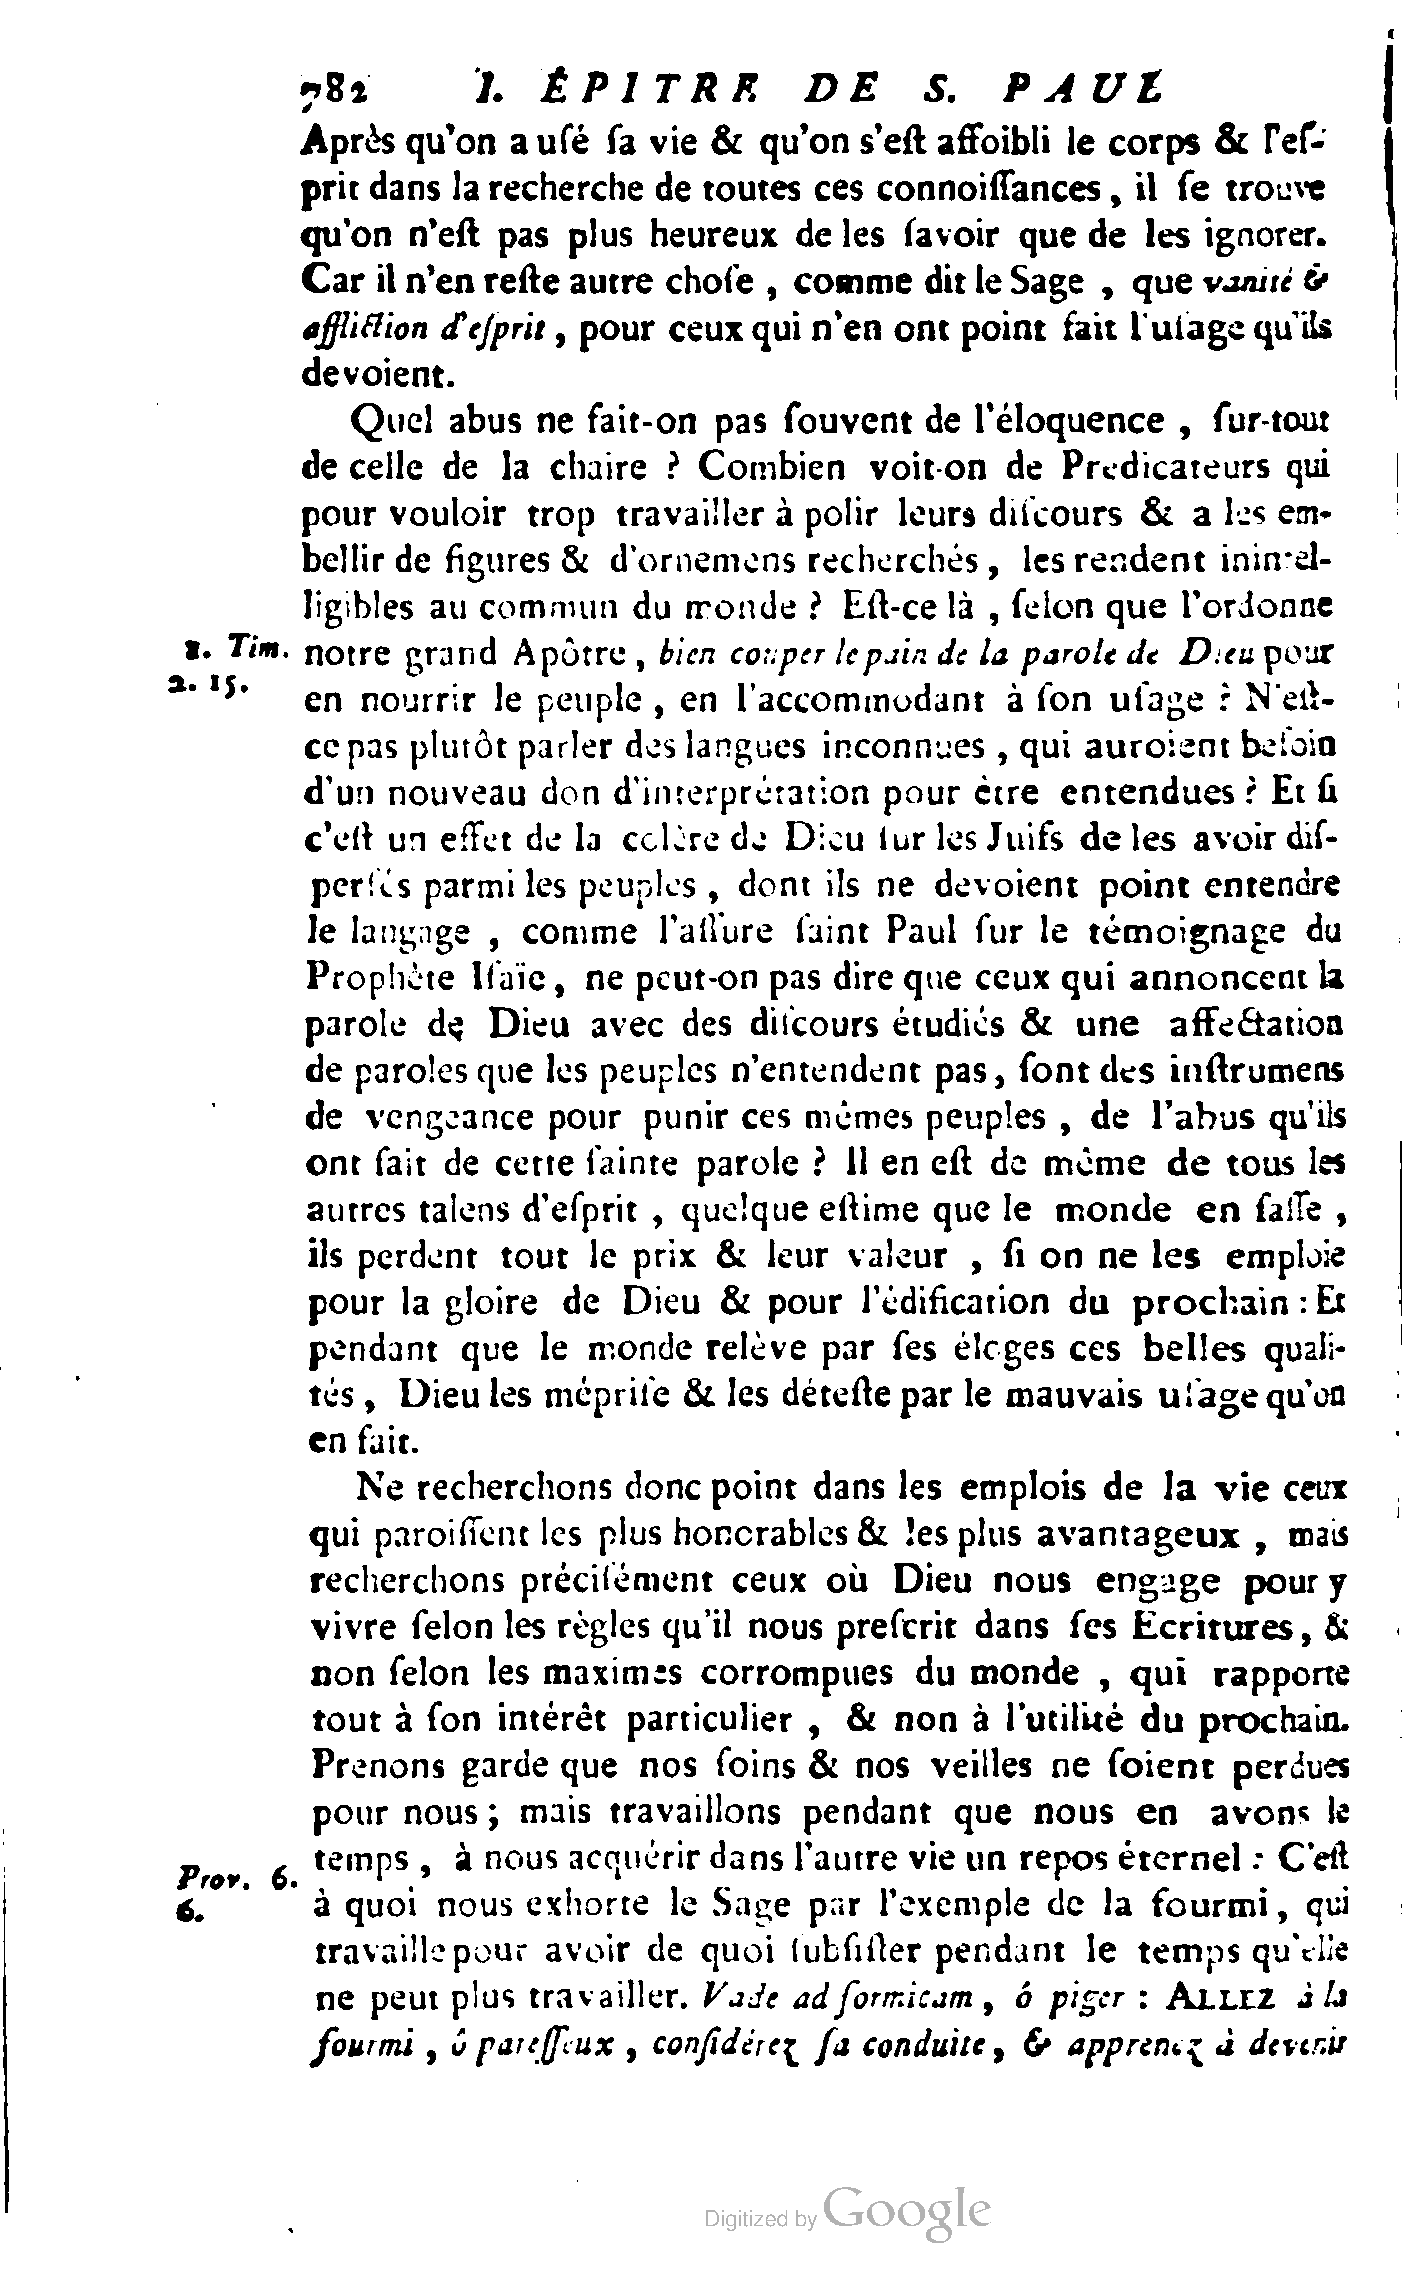 782 I. ÉPITRE DE S. PAUL
Après qu'on a uſé ſa vie & qu'on s'eſt affoibli le corps & l'eſ-
prit dans la recherche de toutes ces connoiſſances, il ſe trouve
qu'on n'eſt pas plus heureux de les ſavoir que de les ignorer.
Car il n'en reſte autre choſe, comme dit le Sage, que vanité &
affliction d'eſprit, pour ceux qui n'en ont point fait l'uſage qu'ils
devoient.
Quel abus ne fait-on pas ſouvent de l'éloquence, ſur-tout
de celle de la chaire ? Combien voit-on de Predicateurs qui
pour vouloir trop travailler à polir leurs diſcours & a les em-
bellir de figures & d'ornemens recherchés, les rendent inintel-
ligibles au commun du monde ? Eſt-ce là, ſelon que l'ordonne
2. Tim. 2. 15.
notre grand Apôtre, bien couper le pain de la parole de Dieu pour
en nourrir le peuple, en l'accommodant à ſon uſage ? N'eſt-
ce pas plutôt parler des langues inconnues, qui auroient beſoin
d'un nouveau don d'interprétation pour être entendues ? Et ſi
c'eſt un effet de la colère de Dieu ſur les Juifs de les avoir diſ-
perſés parmi les peuples, dont ils ne devoient point entendre
le langage, comme l'aſſure ſaint Paul ſur le témoignage du
Prophète Iſaïe, ne peut-on pas dire que ceux qui annoncent la
parole de Dieu avec des diſcours étudiés & une affectation
de paroles que les peuples n'entendent pas, ſont des inſtrumens
de vengeance pour punir ces mêmes peuples, de l'abus qu'ils
ont fait de cette ſainte parole ? Il en eſt de même de tous les
autres talens d'eſprit, quelque eſtime que le monde en faſſe,
ils perdent tout le prix & leur valeur, ſi on ne les emploie
pour la gloire de Dieu & pour l'édification du prochain : Et
pendant que le monde relève par ſes éloges ces belles quali-
tés, Dieu les mépriſe & les déteſte par le mauvais uſage qu'on
en fait.
Ne recherchons donc point dans les emplois de la vie ceux
qui paroiſſent les plus honorables & les plus avantageux, mais
recherchons préciſément ceux où Dieu nous engage pour y
vivre ſelon les règles qu'il nous preſcrit dans ſes Ecritures, &
non ſelon les maximes corrompues du monde, qui rapporte
tout à ſon intérêt particulier, & non à l'utilité du prochain.
Prenons garde que nos ſoins & nos veilles ne ſoient perdues
pour nous ; mais travaillons pendant que nous en avons le
temps, à nous acquérir dans l'autre vie un repos éternel : C'eſt
Prov. 6. 6.
à quoi nous exhorte le Sage par l'exemple de la fourmi, qui
travaille pour avoir de quoi ſubſiſter pendant le temps qu'elle
ne peut plus travailler. Vade ad formicam, ô piger : ALLEZ à la
fourmi, ô pareſſeux, conſidérez ſa conduite, & apprenez à devenir
Digitized by Google